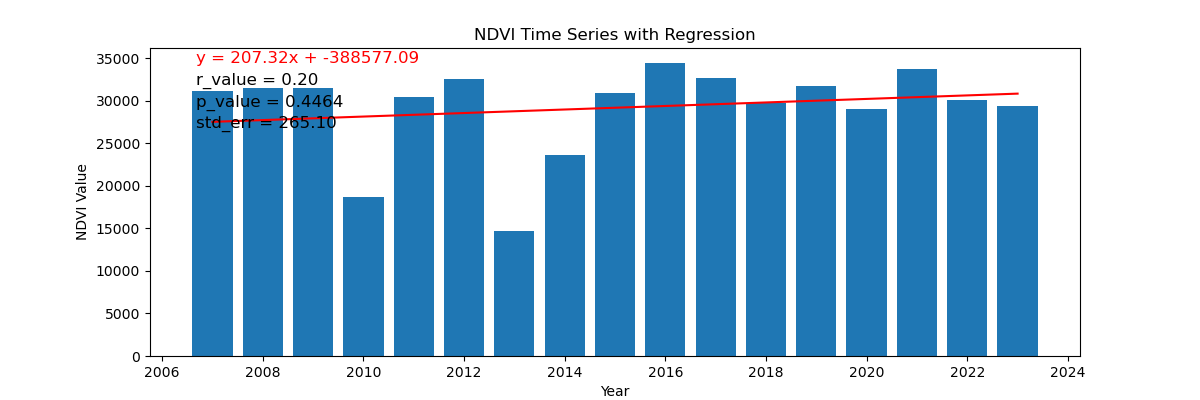 NDVI Time Series with Regression
y = 207.32x + -388577.09
r_value = 0.20
p_value = 0.4464
std_err = 265.10
NDVI Value
35000
30000
25000
20000
15000
10000
5000
0
2006 2008 2010 2012 2014 2016 2018 2020 2022 2024
Year